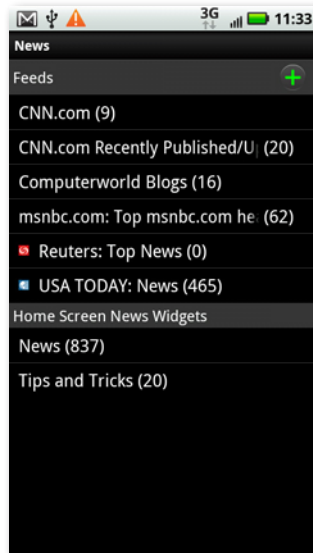 3G 11:33
News
Feeds
CNN.com (9)
CNN.com Recently Published/U (20)
Computerworld Blogs (16)
msnbc.com: Top msnbc.com he (62)
Reuters: Top News (0)
USA TODAY: News (465)
Home Screen News Widgets
News (837)
Tips and Tricks (20)